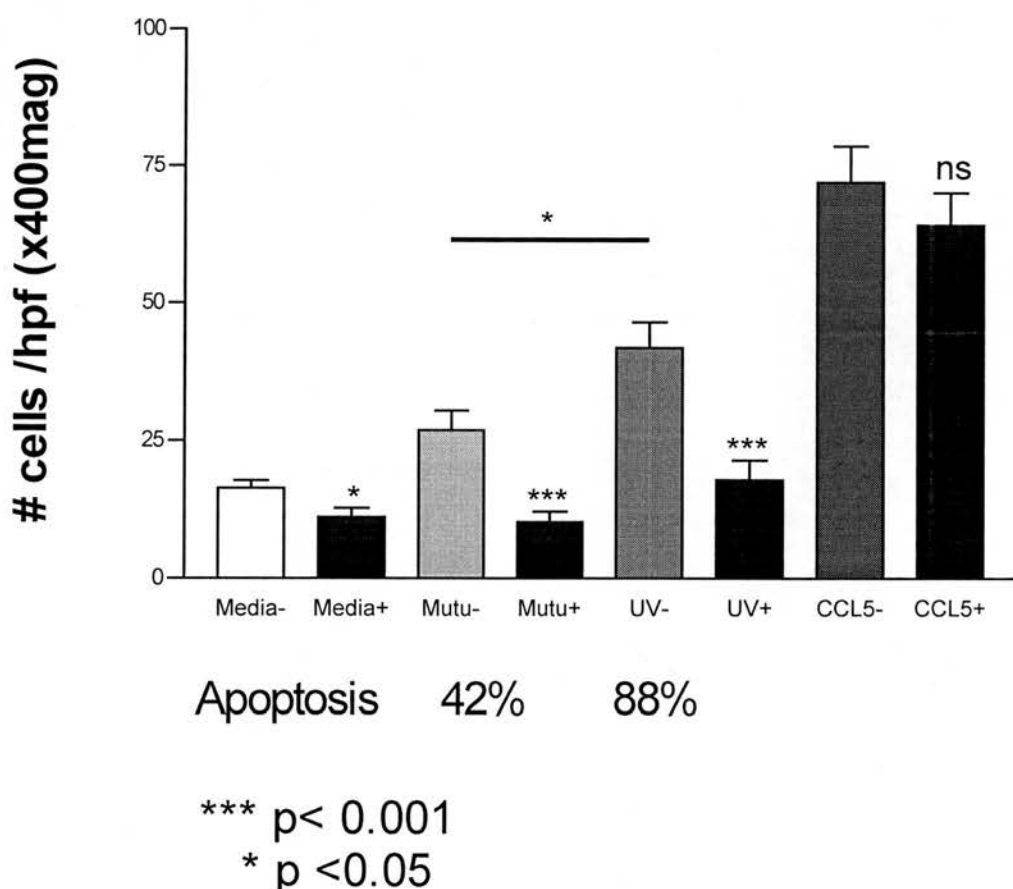 # cells /hpf (x400mag)
100
75
50
25
0
*
*
***
***
ns
Media- Media+ Mutu- Mutu+ UV- UV+ CCL5- CCL5+
Apoptosis 42% 88%
*** p< 0.001
* p <0.05